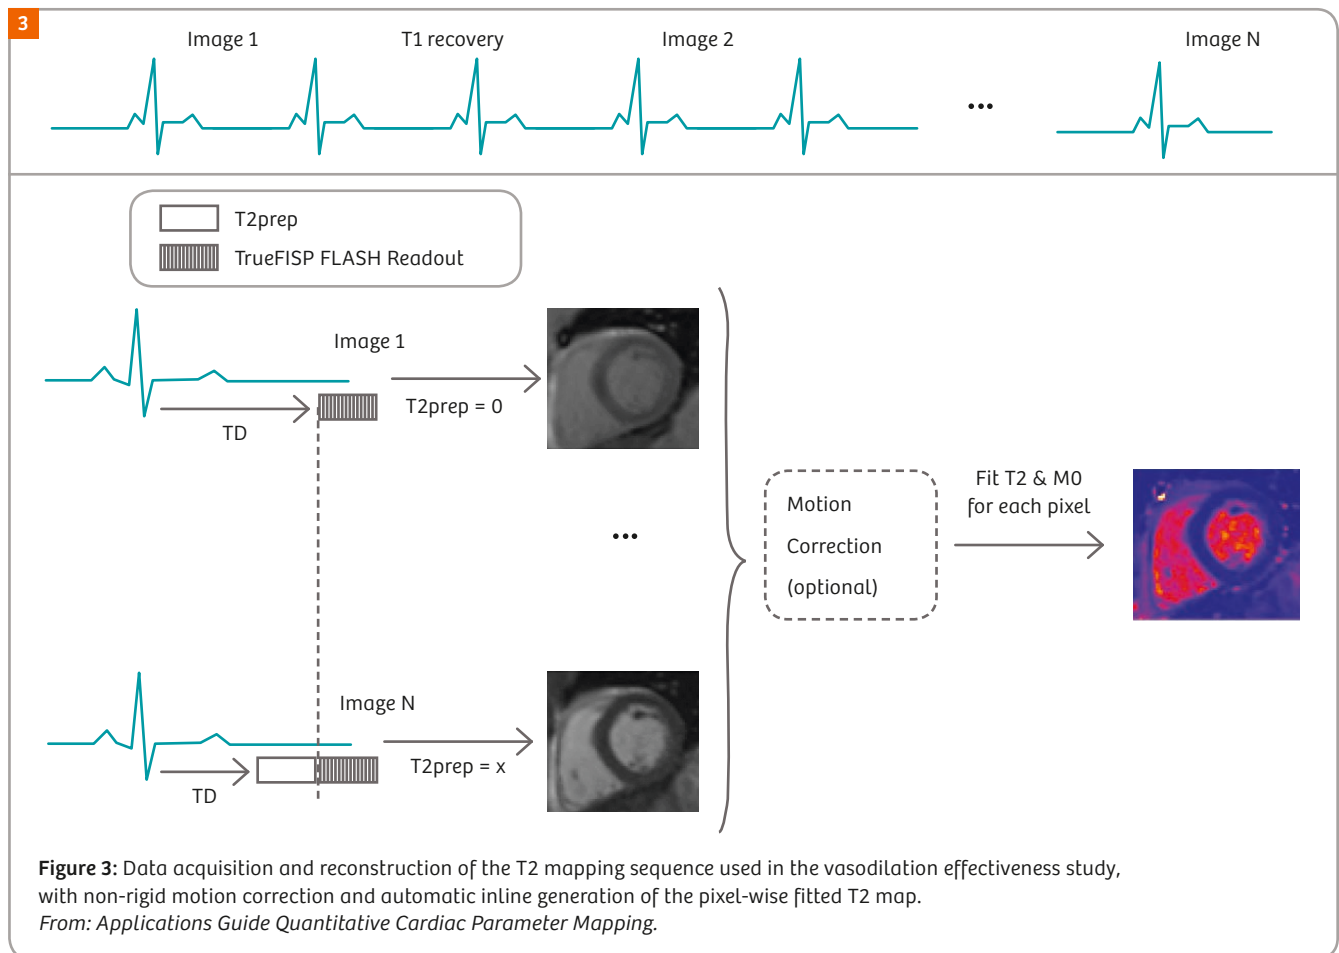 3
Image 1
T1 recovery
Image 2
Image N
...
T2prep
TrueFISP FLASH Readout
Image 1
T2prep = 0
TD
...
Image N
T2prep = x
TD
Motion
Correction
(optional)
Fit T2 & M0
for each pixel
Figure 3: Data acquisition and reconstruction of the T2 mapping sequence used in the vasodilation effectiveness study,
with non-rigid motion correction and automatic inline generation of the pixel-wise fitted T2 map.
From: Applications Guide Quantitative Cardiac Parameter Mapping.